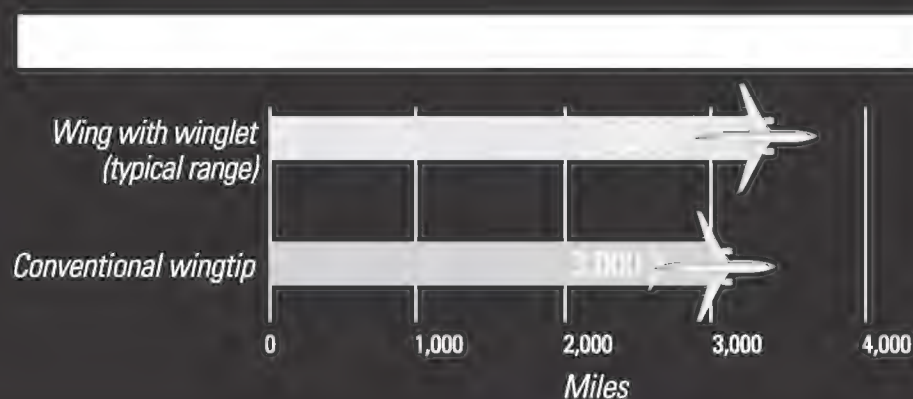 Wing with winglet
(typical range)
3,000
Conventional wingtip
0
1,000
2,000
3,000
4,000
Miles